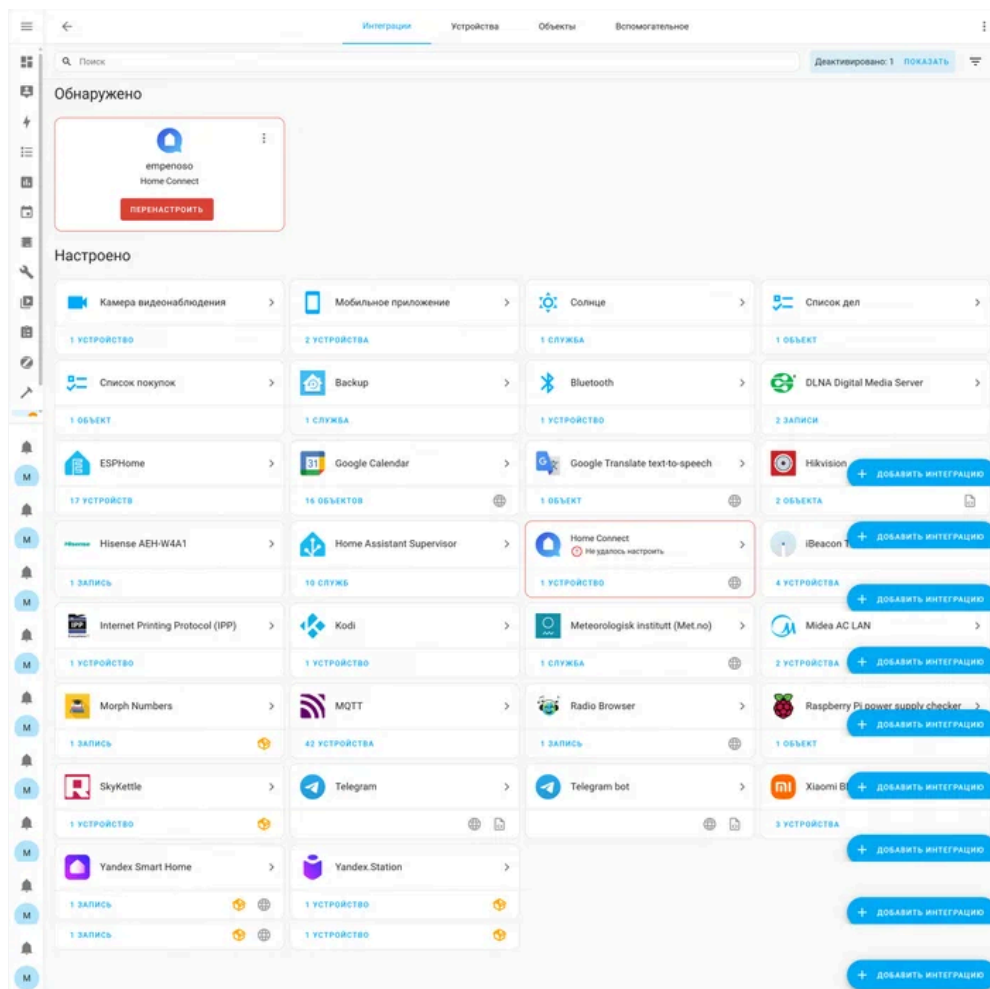 Интеграции Устройства Объекты Вспомогательное
Поиск
Деактивировано: 1 ПОКАЗАТЬ
Обнаружено
empenoso
Home Connect
ПЕРЕНАСТРОИТЬ
Настроено
Камера видеонаблюдения Мобильное приложение Солнце Список дел
1 УСТРОЙСТВО 2 УСТРОЙСТВА 1 СЛУЖБА 1 ОБЪЕКТ
Список покупок Backup Bluetooth DLNA Digital Media Server
1 ОБЪЕКТ 1 СЛУЖБА 1 УСТРОЙСТВО 2 ЗАПИСИ
ESPHome 31 Google Calendar Google Translate text-to-speech Hikvision
+ ДОБАВИТЬ ИНТЕГРАЦИЮ
17 УСТРОЙСТВ 16 ОБЪЕКТОВ 1 ОБЪЕКТ 2 ОБЪЕКТА
M
+ ДОБАВИТЬ ИНТЕГРАЦИЮ
Hisense Hisense AEH-W4A1 Home Assistant Supervisor Home Connect iBeacon T
Не удалось настроить
M
1 ЗАПИСЬ 10 СЛУЖБ 1 УСТРОЙСТВО 4 УСТРОЙСТВА
+ ДОБАВИТЬ ИНТЕГРАЦИЮ
M
IPP Internet Printing Protocol (IPP) Kodi Meteorologisk institutt (Met.no) Midea AC LAN
1 УСТРОЙСТВО 1 УСТРОЙСТВО 1 СЛУЖБА 2 УСТРОЙСТВА
+ ДОБАВИТЬ ИНТЕГРАЦИЮ
M
Morph Numbers MQTT Radio Browser Raspberry Pi power supply checker
+ ДОБАВИТЬ ИНТЕГРАЦИЮ
M
1 ЗАПИСЬ 42 УСТРОЙСТВА 1 ЗАПИСЬ 1 ОБЪЕКТ
SkyKettle Telegram Telegram bot Xiaomi B
+ ДОБАВИТЬ ИНТЕГРАЦИЮ
M
1 УСТРОЙСТВО 3 УСТРОЙСТВА
+ ДОБАВИТЬ ИНТЕГРАЦИЮ
M
Yandex Smart Home Yandex.Station
1 ЗАПИСЬ 1 УСТРОЙСТВО
+ ДОБАВИТЬ ИНТЕГРАЦИЮ
M
1 ЗАПИСЬ 1 УСТРОЙСТВО
+ ДОБАВИТЬ ИНТЕГРАЦИЮ
M